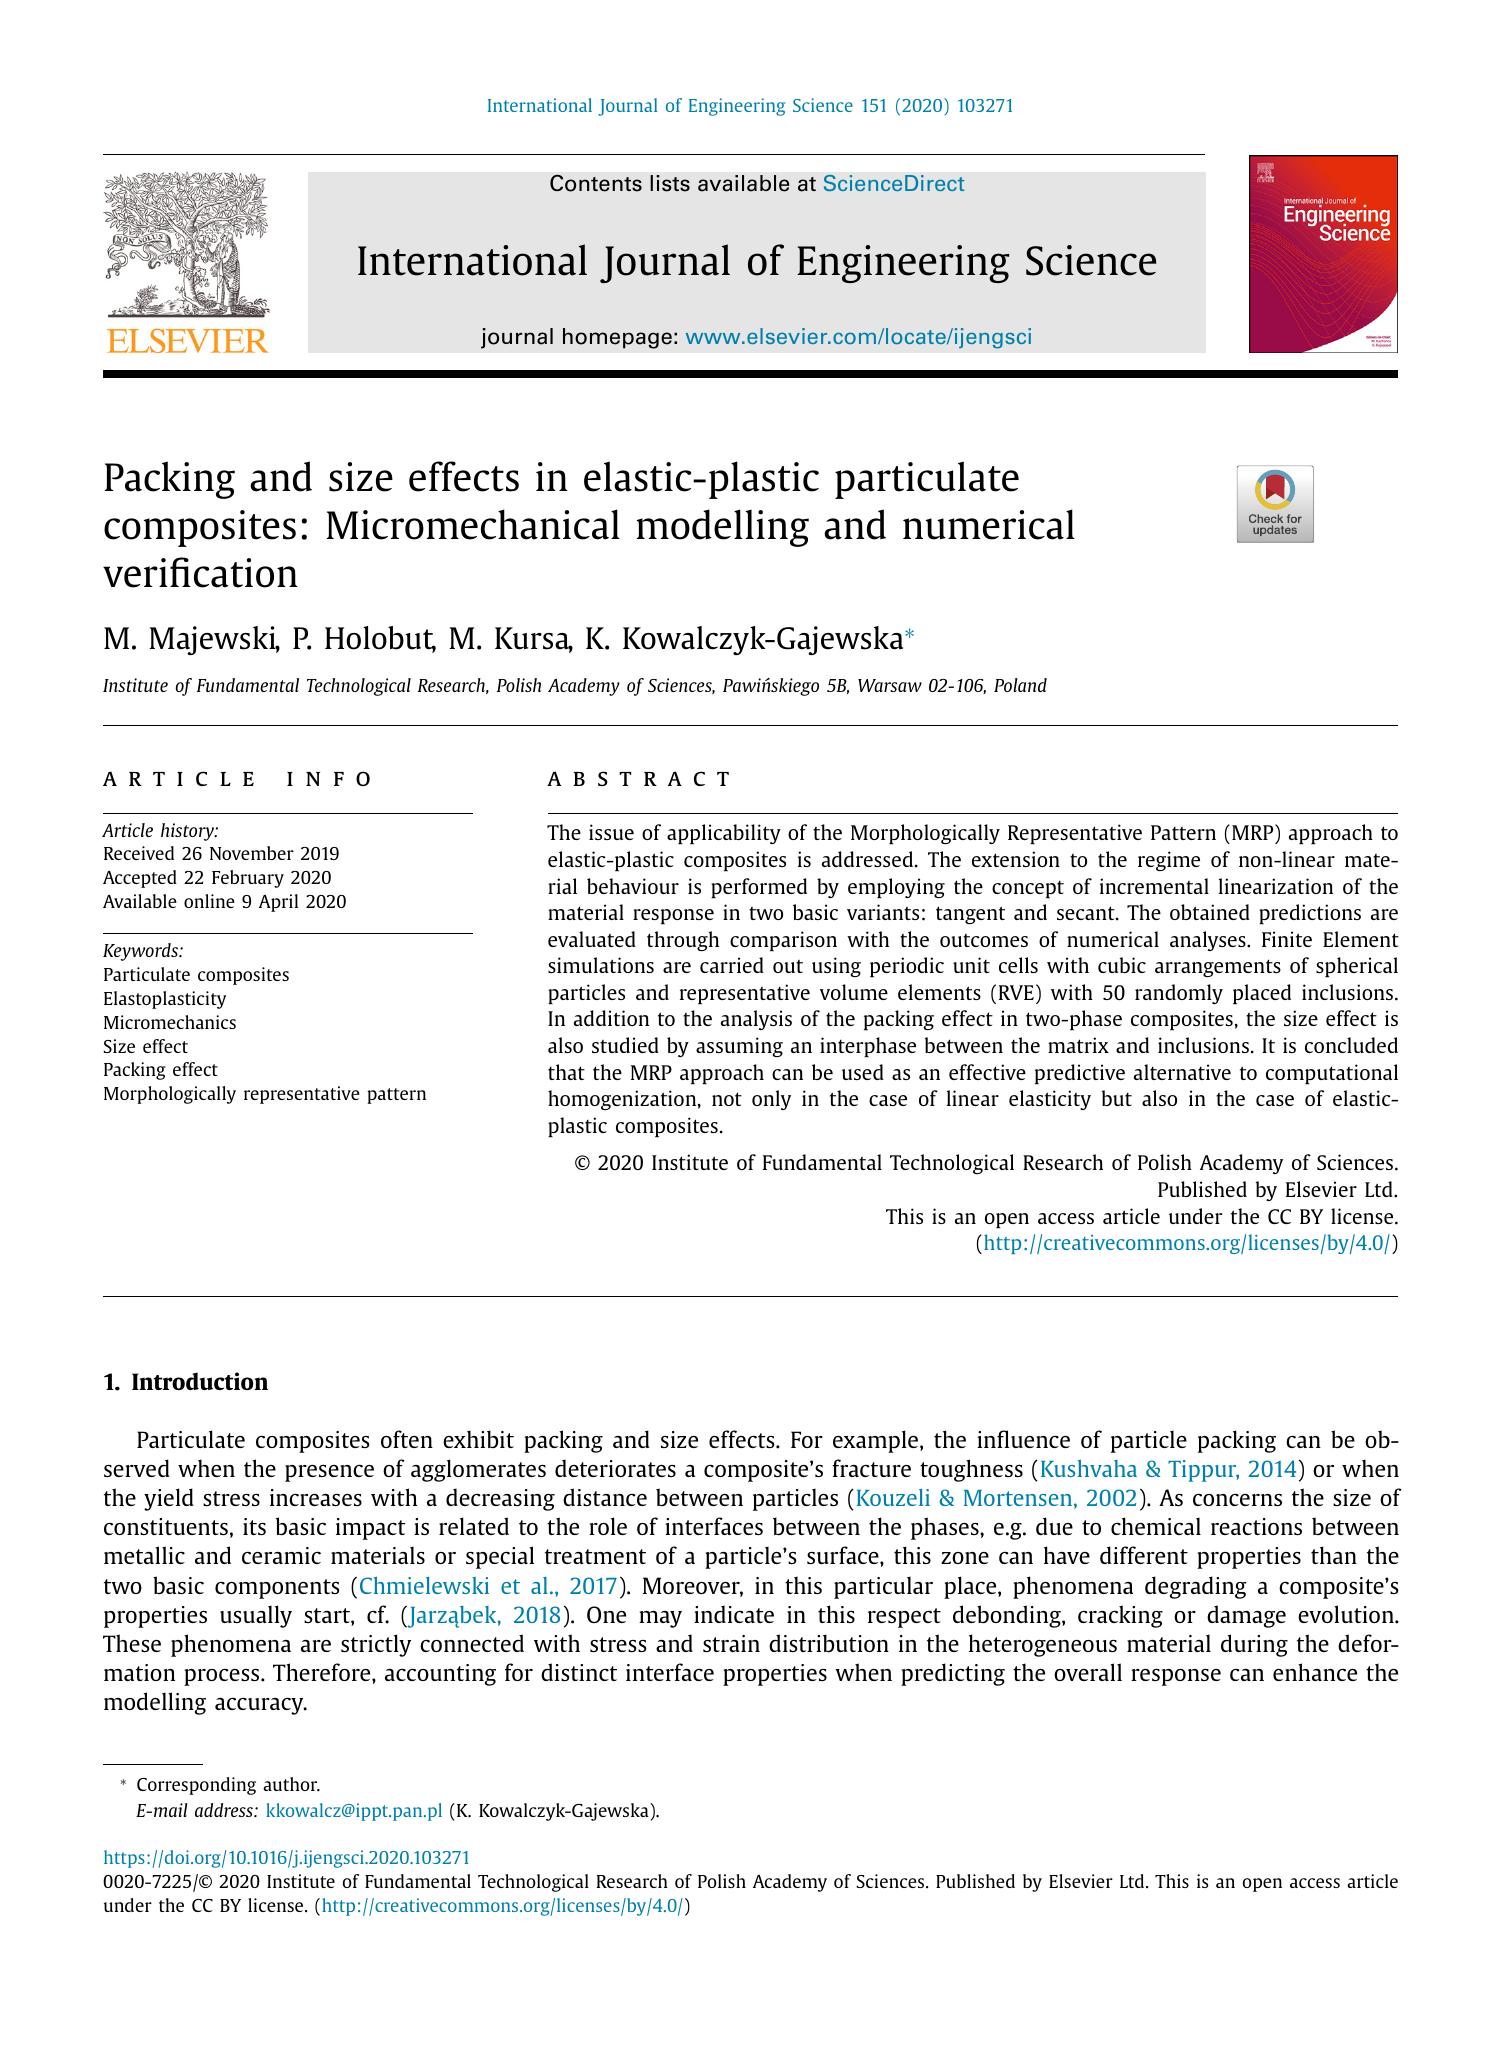 International Journal of Engineering Science 151 (2020) 103271
Contents lists available at ScienceDirect
International Journal of Engineering Science
journal homepage: www.elsevier.com/locate/ijengsci
NON SOLUS
ELSEVIER
International Journal of
Engineering
Science
Packing and size effects in elastic-plastic particulate
composites: Micromechanical modelling and numerical
verification
Check for
updates
M. Majewski, P. Holobut, M. Kursa, K. Kowalczyk-Gajewska*
Institute of Fundamental Technological Research, Polish Academy of Sciences, Pawińskiego 5B, Warsaw 02-106, Poland
ARTICLE INFO
Article history:
Received 26 November 2019
Accepted 22 February 2020
Available online 9 April 2020
Keywords:
Particulate composites
Elastoplasticity
Micromechanics
Size effect
Packing effect
Morphologically representative pattern
ABSTRACT
The issue of applicability of the Morphologically Representative Pattern (MRP) approach to
elastic-plastic composites is addressed. The extension to the regime of non-linear mate-
rial behaviour is performed by employing the concept of incremental linearization of the
material response in two basic variants: tangent and secant. The obtained predictions are
evaluated through comparison with the outcomes of numerical analyses. Finite Element
simulations are carried out using periodic unit cells with cubic arrangements of spherical
particles and representative volume elements (RVE) with 50 randomly placed inclusions.
In addition to the analysis of the packing effect in two-phase composites, the size effect is
also studied by assuming an interphase between the matrix and inclusions. It is concluded
that the MRP approach can be used as an effective predictive alternative to computational
homogenization, not only in the case of linear elasticity but also in the case of elastic-
plastic composites.
© 2020 Institute of Fundamental Technological Research of Polish Academy of Sciences.
Published by Elsevier Ltd.
This is an open access article under the CC BY license.
(http://creativecommons.org/licenses/by/4.0/)
1. Introduction
Particulate composites often exhibit packing and size effects. For example, the influence of particle packing can be ob-
served when the presence of agglomerates deteriorates a composite's fracture toughness (Kushvaha & Tippur, 2014) or when
the yield stress increases with a decreasing distance between particles (Kouzeli & Mortensen, 2002). As concerns the size of
constituents, its basic impact is related to the role of interfaces between the phases, e.g. due to chemical reactions between
metallic and ceramic materials or special treatment of a particle's surface, this zone can have different properties than the
two basic components (Chmielewski et al., 2017). Moreover, in this particular place, phenomena degrading a composite's
properties usually start, cf. (Jarząbek, 2018). One may indicate in this respect debonding, cracking or damage evolution.
These phenomena are strictly connected with stress and strain distribution in the heterogeneous material during the defor-
mation process. Therefore, accounting for distinct interface properties when predicting the overall response can enhance the
modelling accuracy.
* Corresponding author.
E-mail address: kkowalcz@ippt.pan.pl (K. Kowalczyk-Gajewska).
https://doi.org/10.1016/j.ijengsci.2020.103271
0020-7225/© 2020 Institute of Fundamental Technological Research of Polish Academy of Sciences. Published by Elsevier Ltd. This is an open access article
under the CC BY license. (http://creativecommons.org/licenses/by/4.0/)